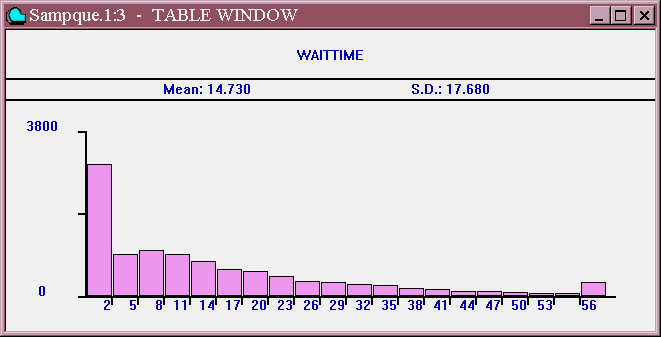 Sampque.1:3 - TABLE WINDOW
WAITTIME
Mean: 14.730 S.D.: 17.680
3800
0
2 5 8 11 14 17 20 23 26 29 32 35 38 41 44 47 50 53 56